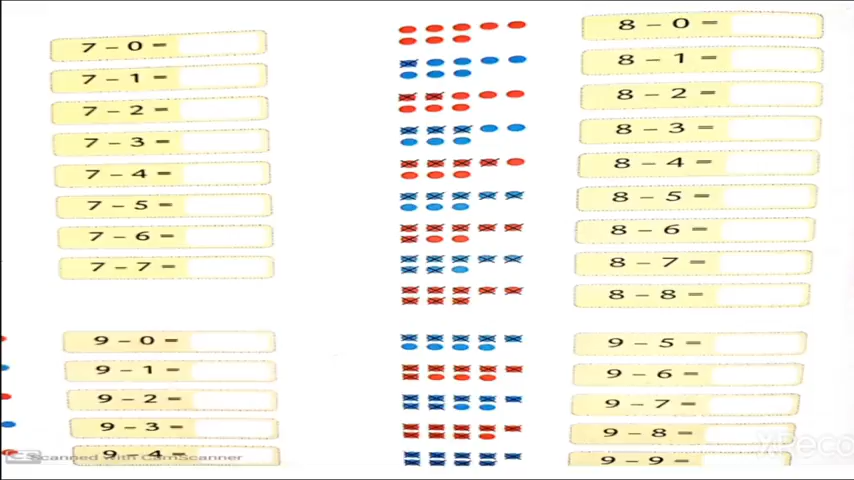 7 – 0 =
7 – 1 =
7 – 2 =
7 – 3 =
7 – 4 =
7 – 5 =
7 – 6 =
7 – 7 =
8 – 0 =
8 – 1 =
8 – 2 =
8 – 3 =
8 – 4 =
8 – 5 =
8 – 6 =
8 – 7 =
8 – 8 =
9 – 0 =
9 – 1 =
9 – 2 =
9 – 3 =
9 – 4 =
9 – 5 =
9 – 6 =
9 – 7 =
9 – 8 =
9 – 9 =
CS Scanned with CamScanner